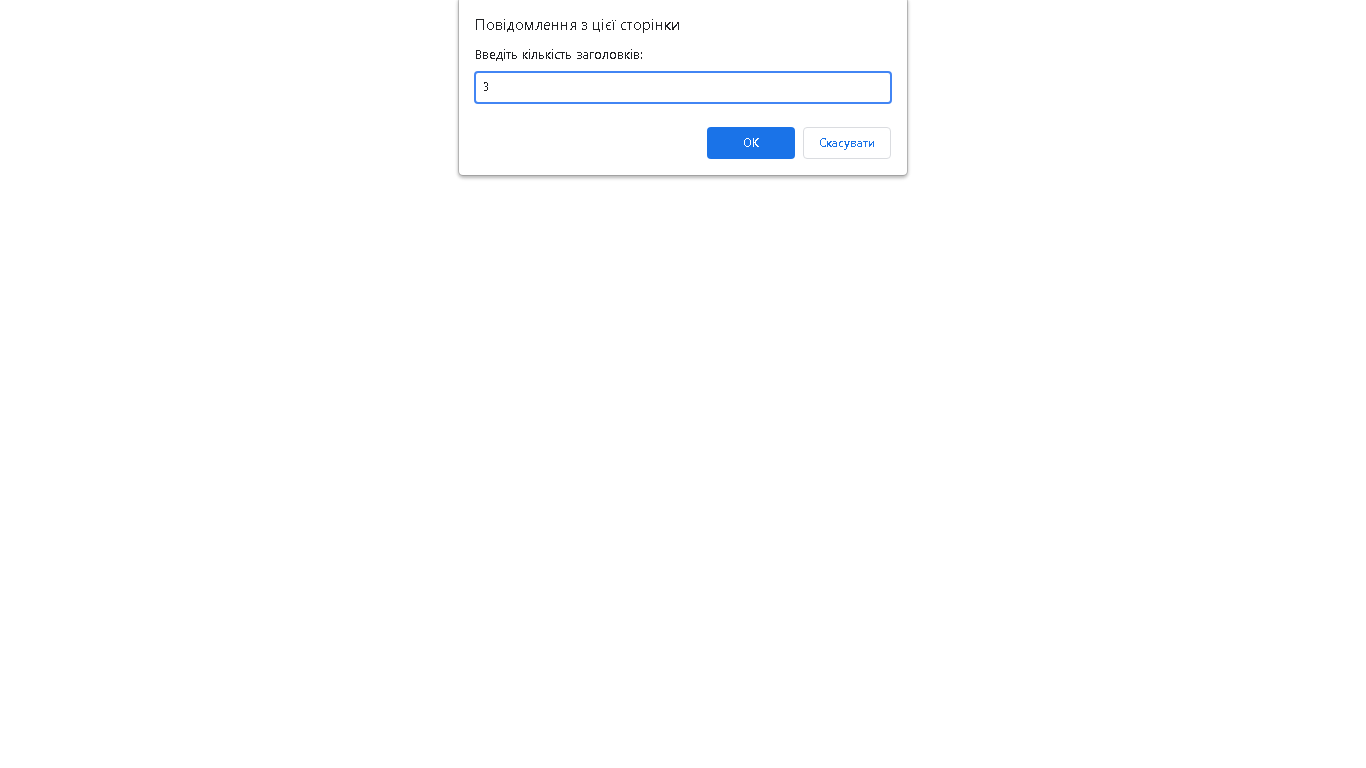 Повідомлення з цієї сторінки
Введіть кількість заголовків:
3
OK
Скасувати